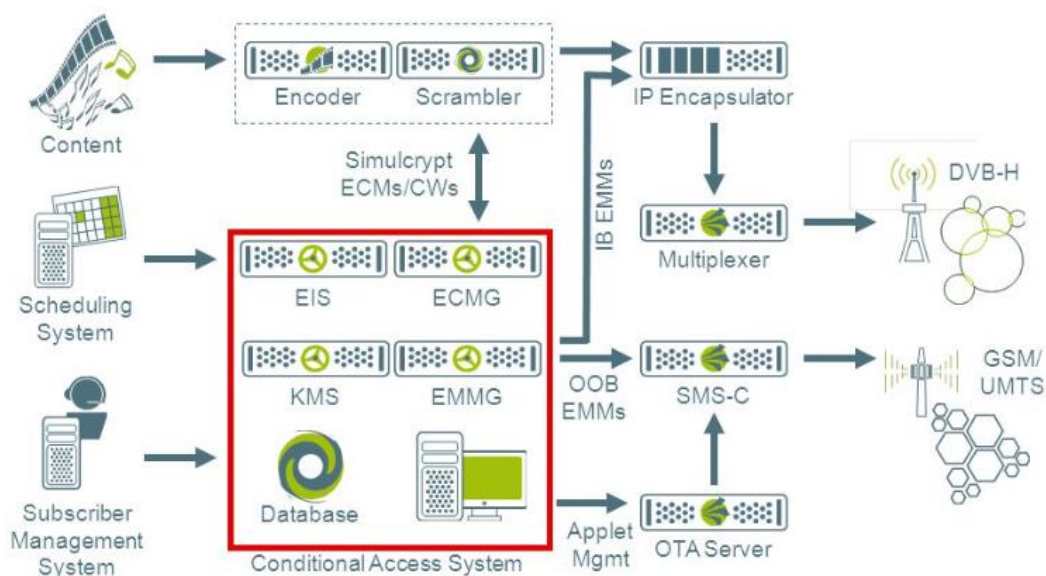 Content
Encoder
Scrambler
IP Encapsulator
Simulcrypt
ECMs/CWs
IB EMMs
DVB-H
Multiplexer
Scheduling
System
EIS
ECMG
KMS
EMMG
OOB
EMMs
SMS-C
GSM/
UMTS
Subscriber
Management
System
Database
Applet
Mgmt
OTA Server
Conditional Access System